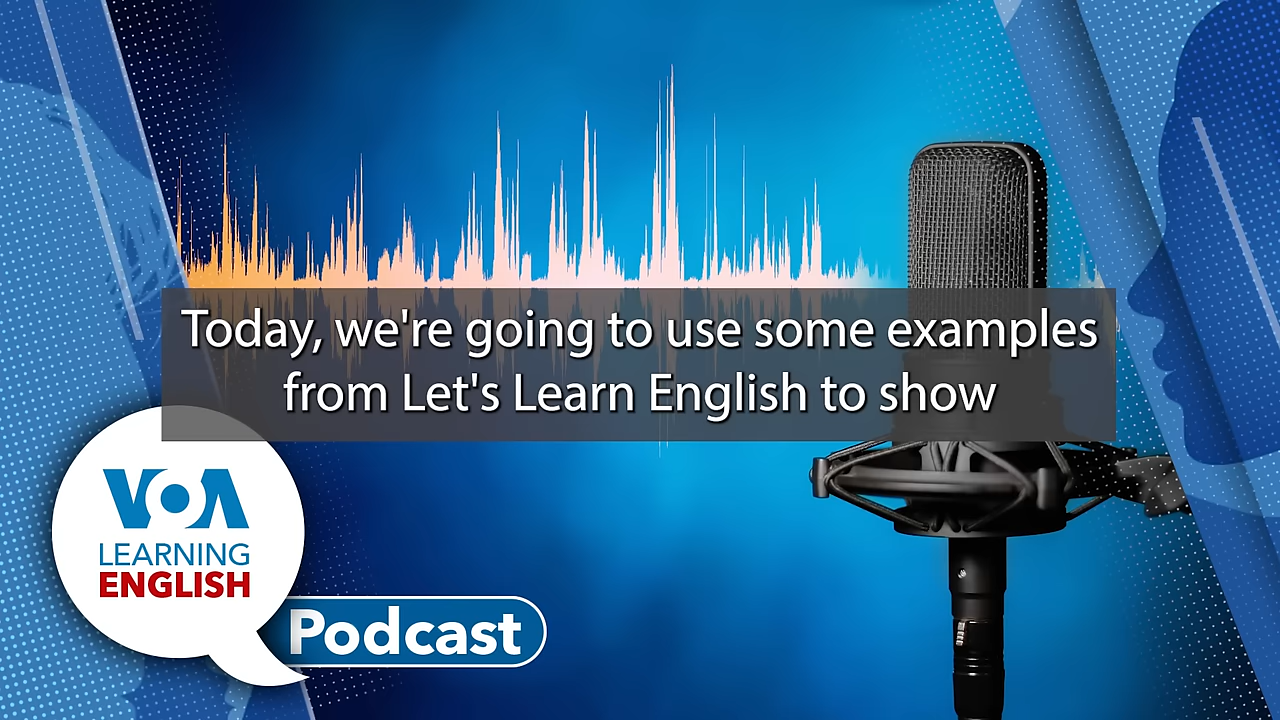 Today, we're going to use some examples
from Let's Learn English to show
VOA
LEARNING
ENGLISH
Podcast